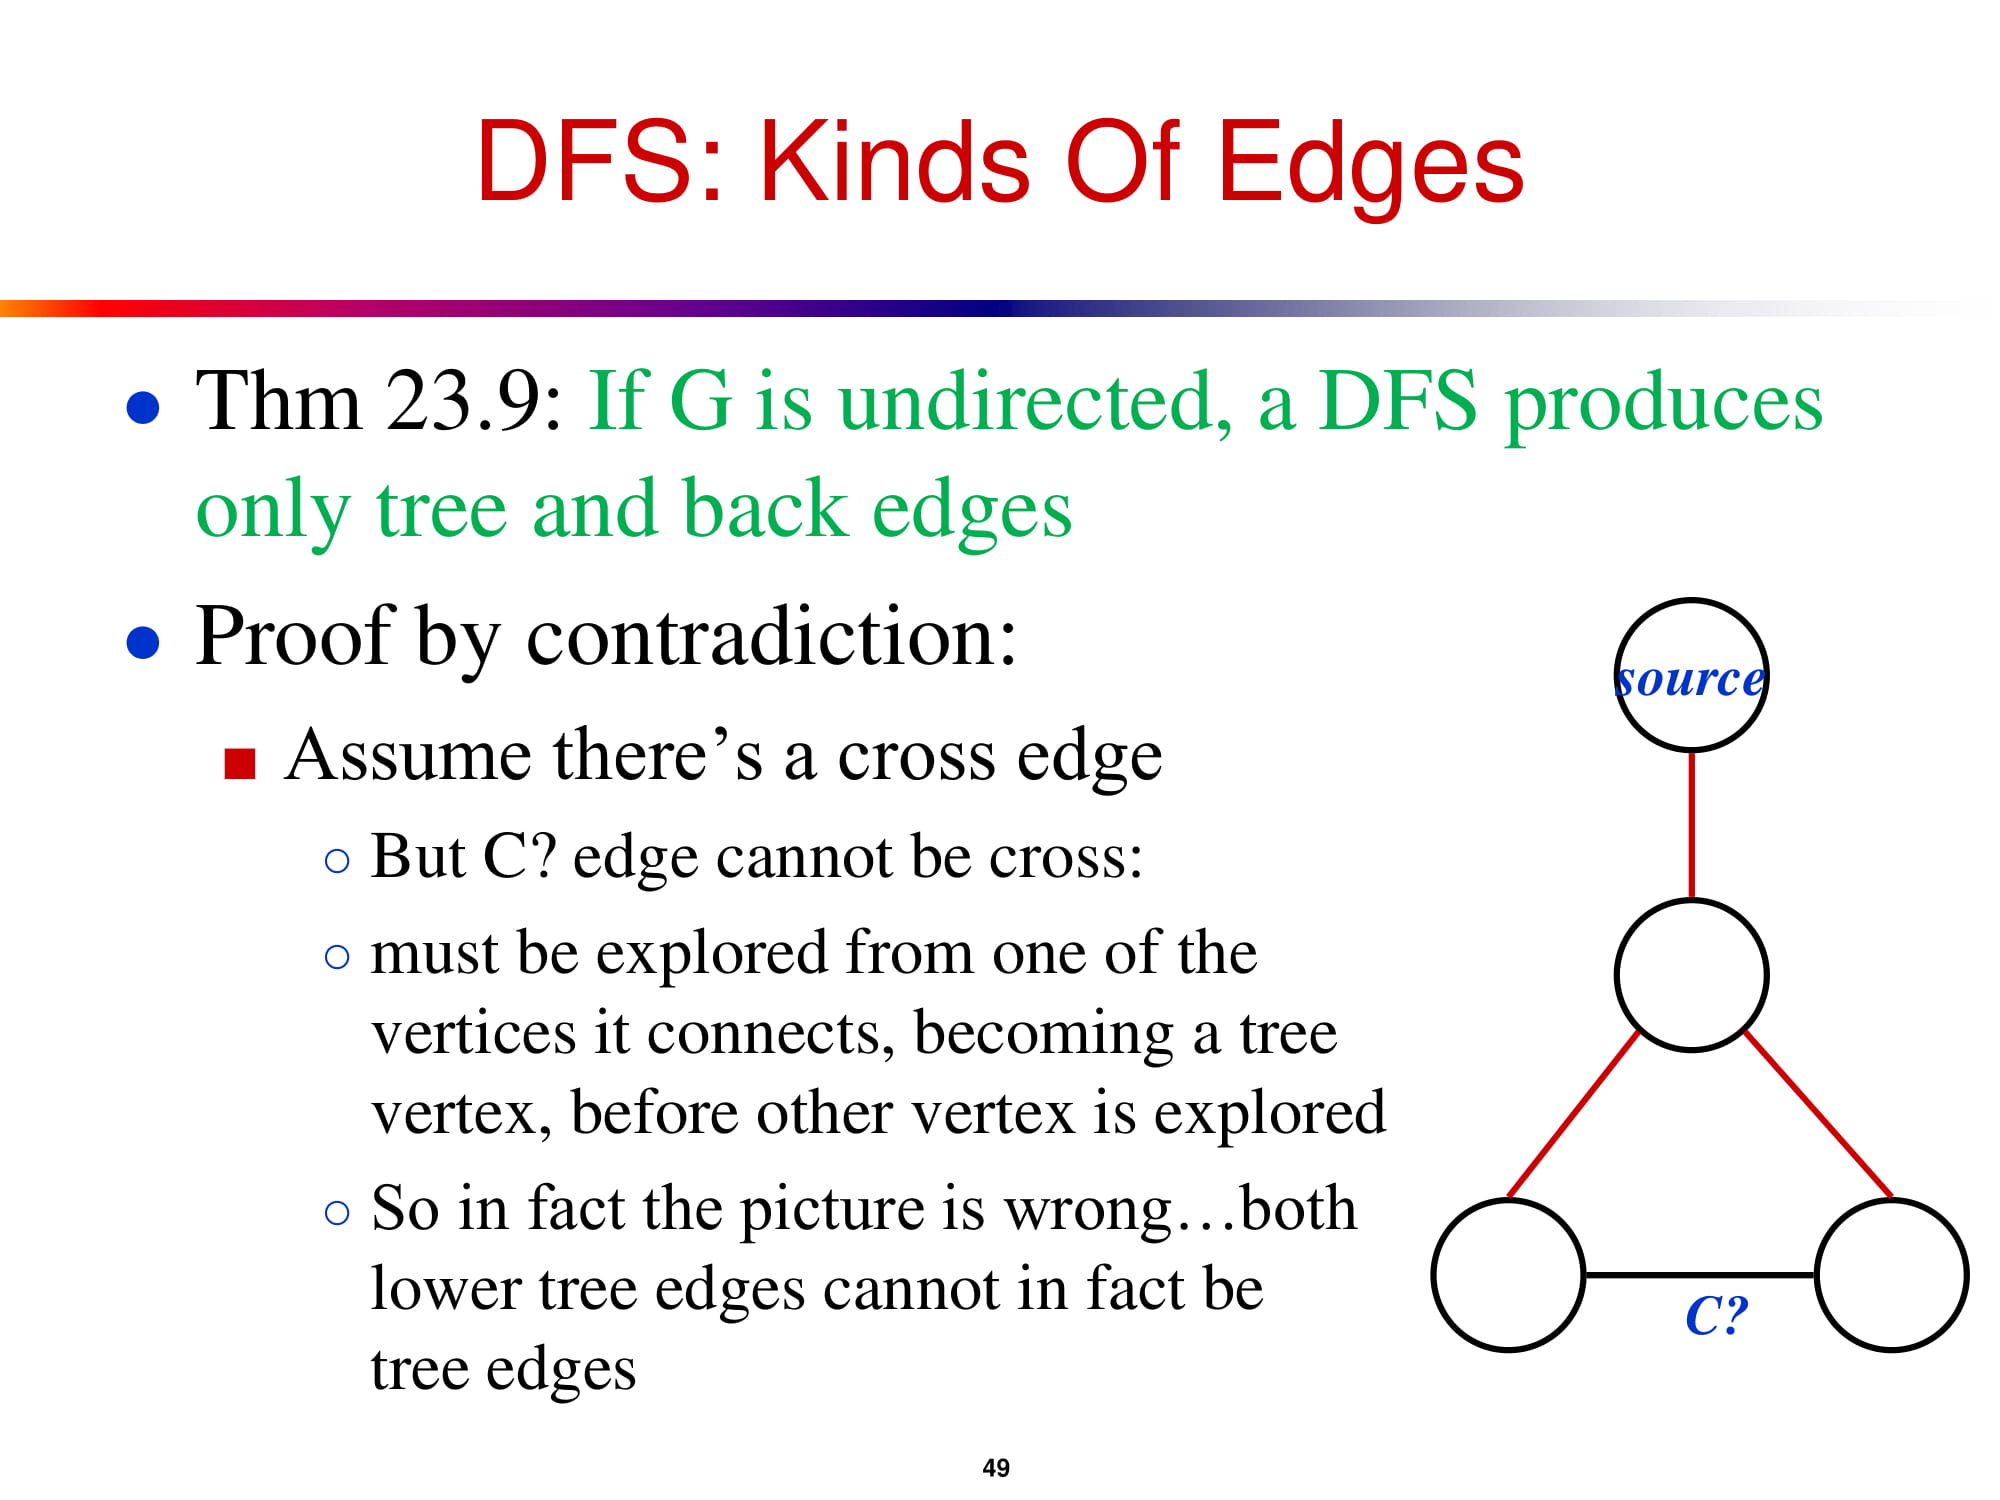 DFS: Kinds Of Edges
● Thm 23.9: If G is undirected, a DFS produces
only tree and back edges
● Proof by contradiction:
■ Assume there’s a cross edge
○ But C? edge cannot be cross:
○ must be explored from one of the
vertices it connects, becoming a tree
vertex, before other vertex is explored
○ So in fact the picture is wrong…both
lower tree edges cannot in fact be
tree edges
source
C?
49